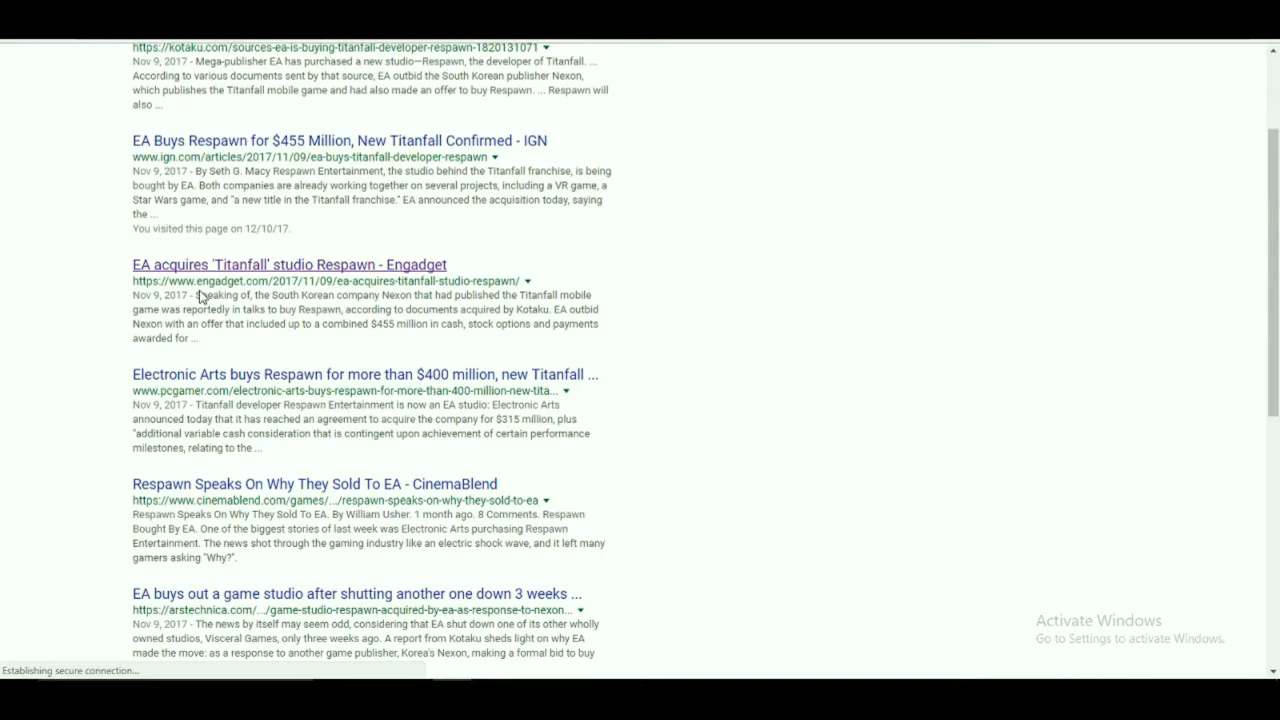 https://kotaku.com/sources-ea-is-buying-titanfall-developer-respawn-1820131071
Nov 9, 2017 - Mega-publisher EA has purchased a new studio—Respawn, the developer of Titanfall. ...
According to various documents sent by that source, EA outbid the South Korean publisher Nexon,
which publishes the Titanfall mobile game and had also made an offer to buy Respawn. ... Respawn will
also ...
EA Buys Respawn for $455 Million, New Titanfall Confirmed - IGN
www.ign.com/articles/2017/11/09/ea-buys-titanfall-developer-respawn
Nov 9, 2017 - By Seth G. Macy Respawn Entertainment, the studio behind the Titanfall franchise, is being
bought by EA. Both companies are already working together on several projects, including a VR game, a
Star Wars game, and "a new title in the Titanfall franchise." EA announced the acquisition today, saying
the ...
You visited this page on 12/10/17.
EA acquires 'Titanfall' studio Respawn - Engadget
https://www.engadget.com/2017/11/09/ea-acquires-titanfall-studio-respawn/
Nov 9, 2017 - Speaking of, the South Korean company Nexon that had published the Titanfall mobile
game was reportedly in talks to buy Respawn, according to documents acquired by Kotaku. EA outbid
Nexon with an offer that included up to a combined $455 million in cash, stock options and payments
awarded for ...
Electronic Arts buys Respawn for more than $400 million, new Titanfall ...
www.pcgamer.com/electronic-arts-buys-respawn-for-more-than-400-million-new-tita...
Nov 9, 2017 - Titanfall developer Respawn Entertainment is now an EA studio: Electronic Arts
announced today that it has reached an agreement to acquire the company for $315 million, plus
"additional variable cash consideration that is contingent upon achievement of certain performance
milestones, relating to the ...
Respawn Speaks On Why They Sold To EA - CinemaBlend
https://www.cinemablend.com/games/.../respawn-speaks-on-why-they-sold-to-ea
Respawn Speaks On Why They Sold To EA. By William Usher. 1 month ago. 8 Comments. Respawn
Bought By EA. One of the biggest stories of last week was Electronic Arts purchasing Respawn
Entertainment. The news shot through the gaming industry like an electric shock wave, and it left many
gamers asking "Why?".
EA buys out a game studio after shutting another one down 3 weeks ...
https://arstechnica.com/.../game-studio-respawn-acquired-by-ea-as-response-to-nexon...
Nov 9, 2017 - The news by itself may seem odd, considering that EA shut down one of its other wholly
owned studios, Visceral Games, only three weeks ago. A report from Kotaku sheds light on why EA
made the move: as a response to another game publisher, Korea's Nexon, making a formal bid to buy
Activate Windows
Go to Settings to activate Windows.
Establishing secure connection...